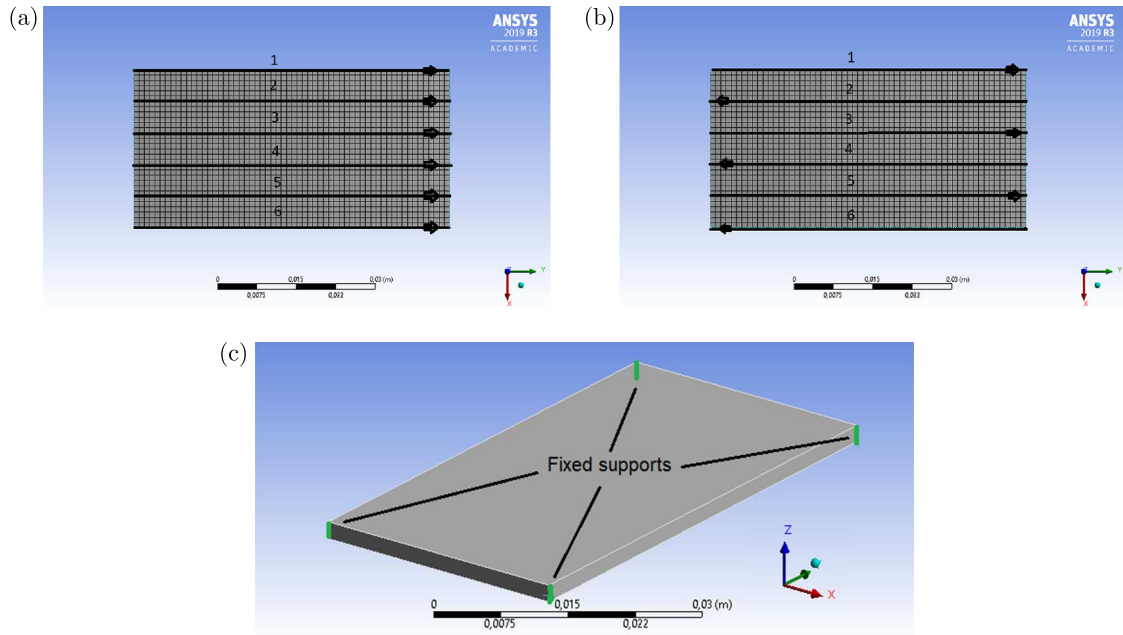 (a)
ANSYS
2019 R3
ACADEMIC
1
2
3
4
5
6
0 0,015 0,03 (m)
0,0075 0,022
Z Y
X
(b)
ANSYS
2019 R3
ACADEMIC
1
2
3
4
5
6
0 0,015 0,03 (m)
0,0075 0,022
Z Y
X
(c)
Fixed supports
Z
X
0 0,015 0,03 (m)
0,0075 0,022